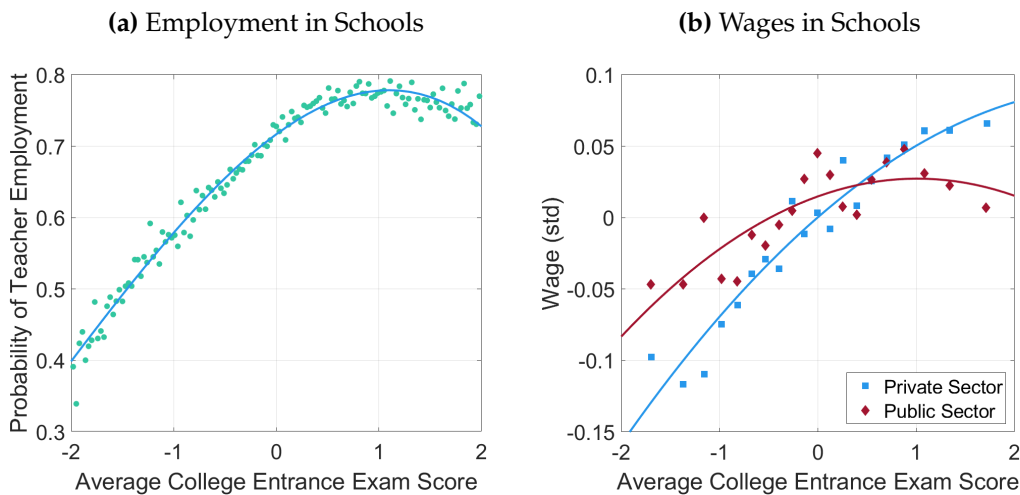 (a) Employment in Schools
Probability of Teacher Employment
0.8
0.7
0.6
0.5
0.4
0.3
-2
-1
0
1
2
Average College Entrance Exam Score
(b) Wages in Schools
Wage (std)
0.1
0.05
0
-0.05
-0.1
-0.15
-2
-1
0
1
2
Average College Entrance Exam Score
Private Sector
Public Sector